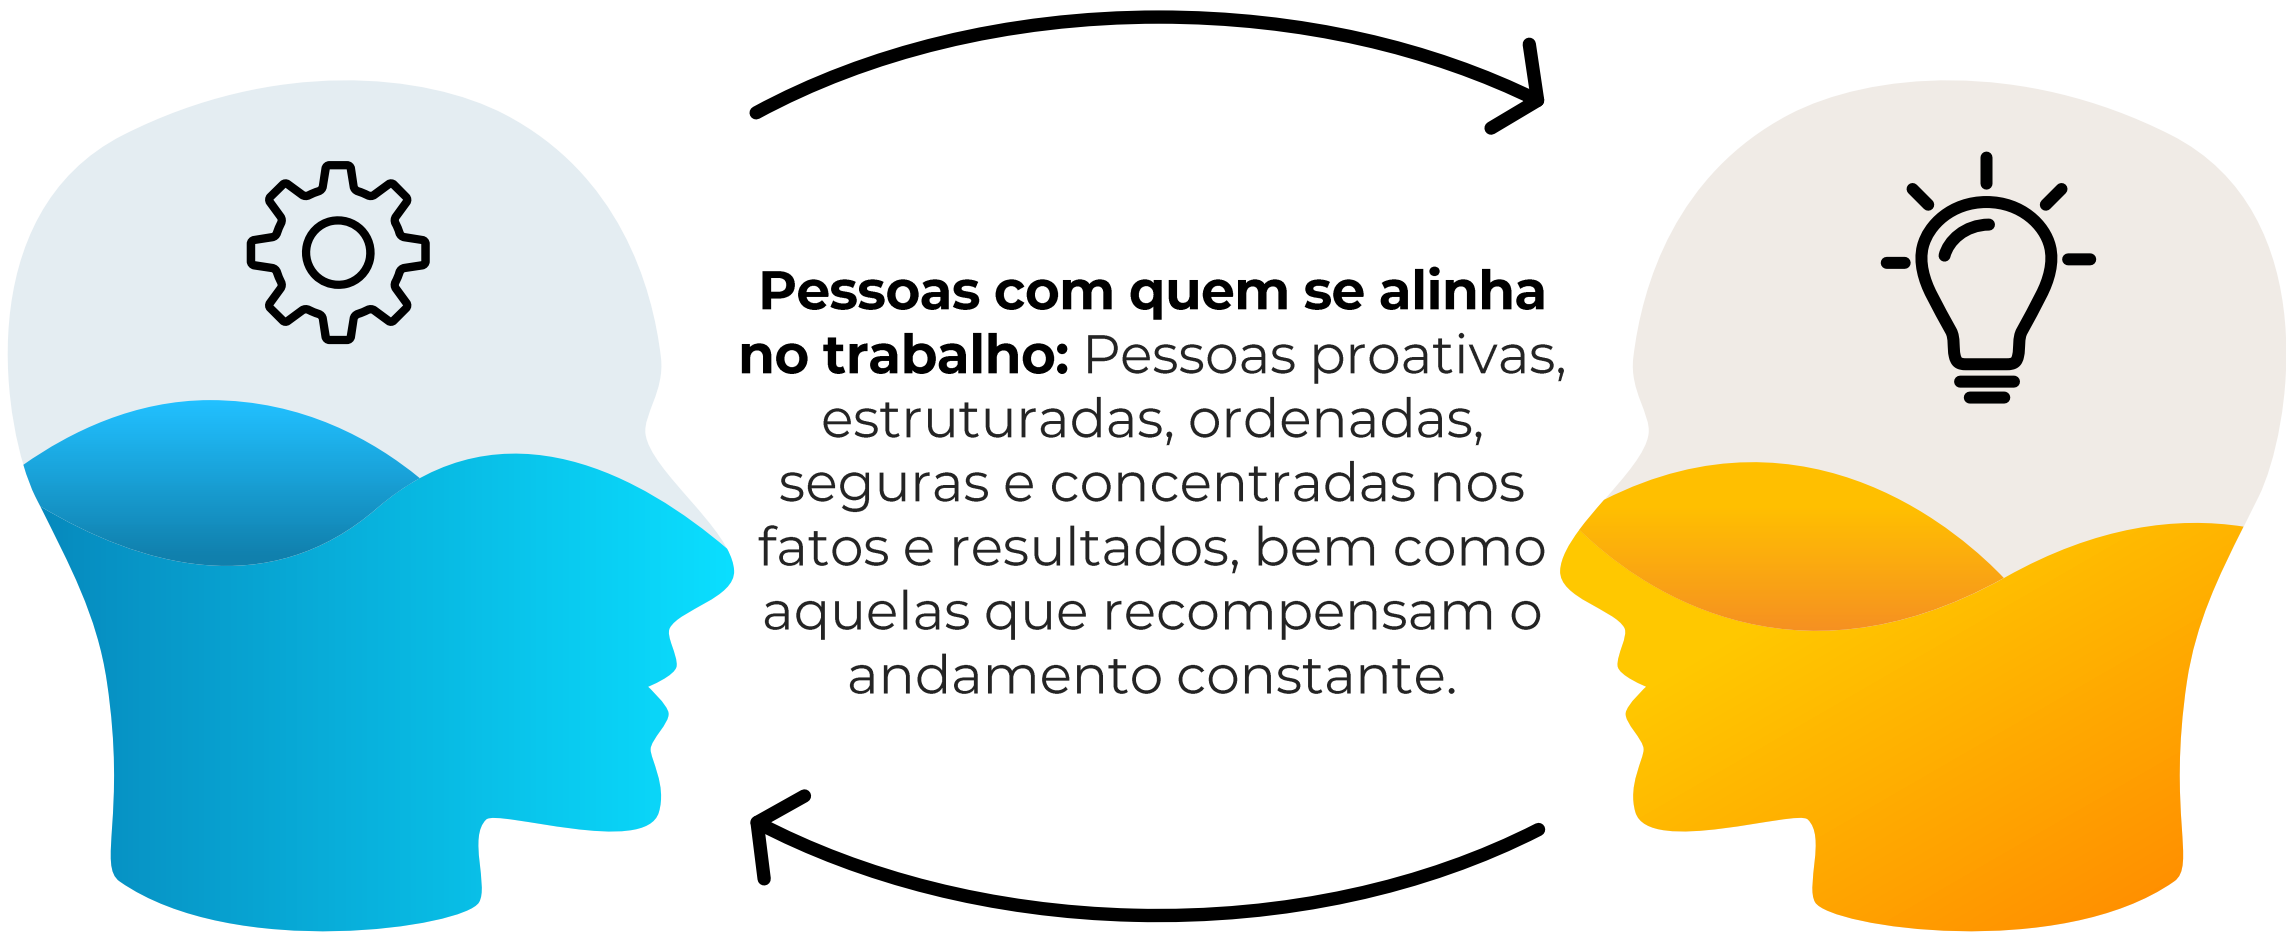 Pessoas com quem se alinha
no trabalho: Pessoas proativas,
estruturadas, ordenadas,
seguras e concentradas nos
fatos e resultados, bem como
aquelas que recompensam o
andamento constante.